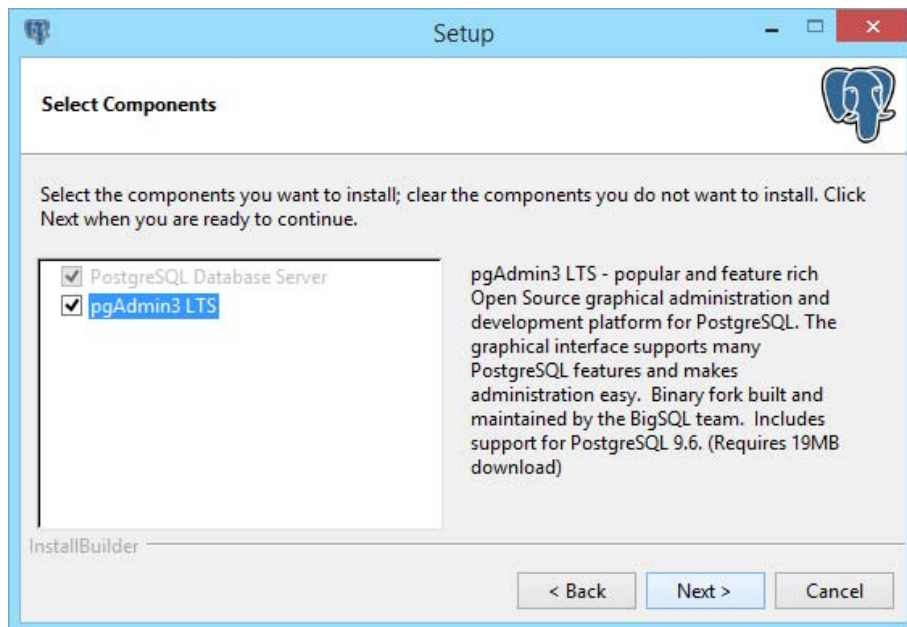 Setup
Select Components
Select the components you want to install; clear the components you do not want to install. Click
Next when you are ready to continue.
PostgreSQL Database Server
pgAdmin3 LTS
pgAdmin3 LTS - popular and feature rich
Open Source graphical administration and
development platform for PostgreSQL. The
graphical interface supports many
PostgreSQL features and makes
administration easy.  Binary fork built and
maintained by the BigSQL team.  Includes
support for PostgreSQL 9.6. (Requires 19MB
download)
InstallBuilder
< Back
Next >
Cancel